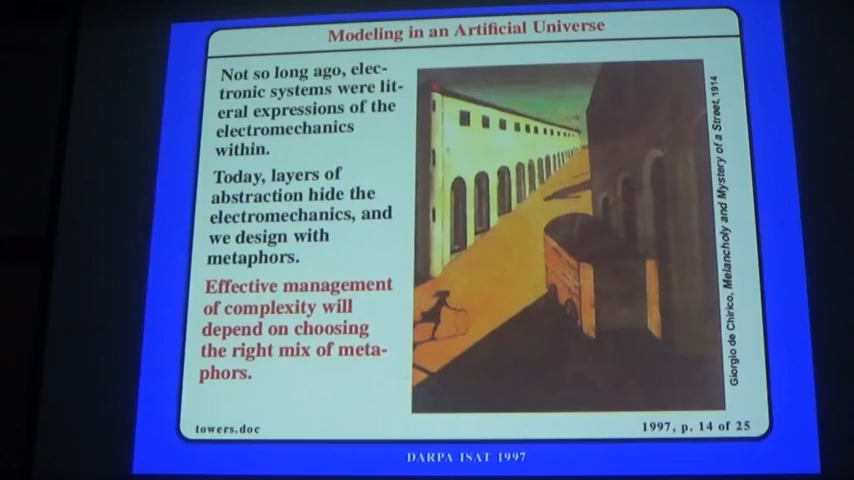 Modeling in an Artificial Universe
Not so long ago, elec-
tronic systems were lit-
eral expressions of the
electromechanics
within.
Today, layers of
abstraction hide the
electromechanics, and
we design with
metaphors.
Effective management
of complexity will
depend on choosing
the right mix of meta-
phors.
Giorgio de Chirico, Melancholy and Mystery of a Street, 1914
towers.doc
1997, p. 14 of 25
DARPA ISAT 1997